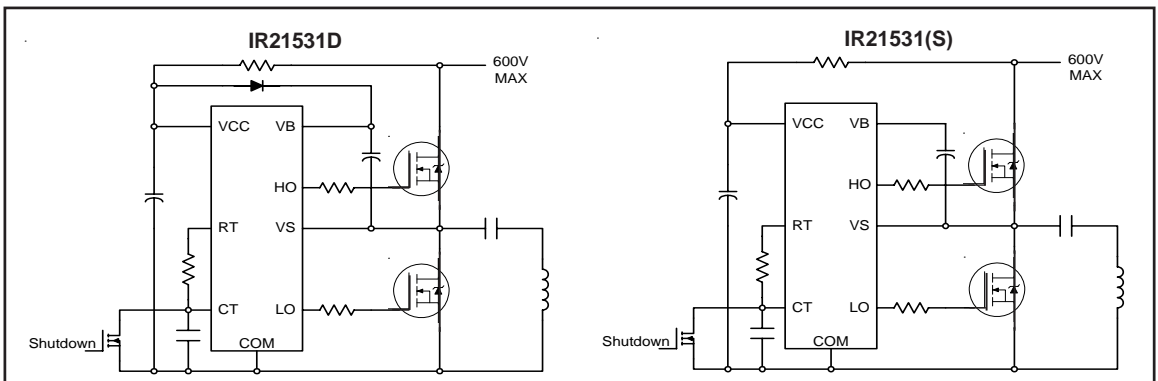 IR21531D
600V
MAX
VCC VB
HO
RT VS
CT LO
COM
Shutdown
IR21531(S)
600V
MAX
VCC VB
HO
RT VS
CT LO
COM
Shutdown